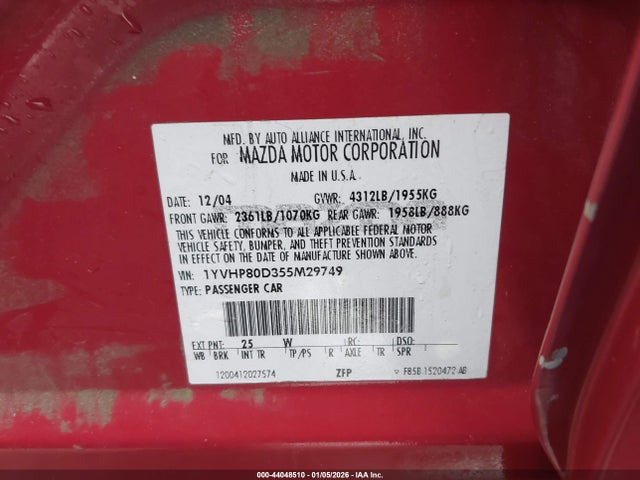 MFD. BY AUTO ALLIANCE INTERNATIONAL, INC.
FOR MAZDA MOTOR CORPORATION
MADE IN U.S.A.
DATE: 12/04 GVWR: 4312LB/1955KG
FRONT GAWR: 2361LB/1070KG REAR GAWR: 1958LB/888KG
THIS VEHICLE CONFORMS TO ALL APPLICABLE FEDERAL MOTOR
VEHICLE SAFETY, BUMPER, AND THEFT PREVENTION STANDARDS
IN EFFECT ON THE DATE OF MANUFACTURE SHOWN ABOVE.
VIN: 1YVHP80D355M29749
TYPE: PASSENGER CAR
EXT PNT: 25 W RC: DSO:
WB BRK INT TR TP/PS R AXLE TR SPR
1200412027574 ZFP F85B 1520472 AB
000-44048510 - 01/05/2026 - IAA Inc.